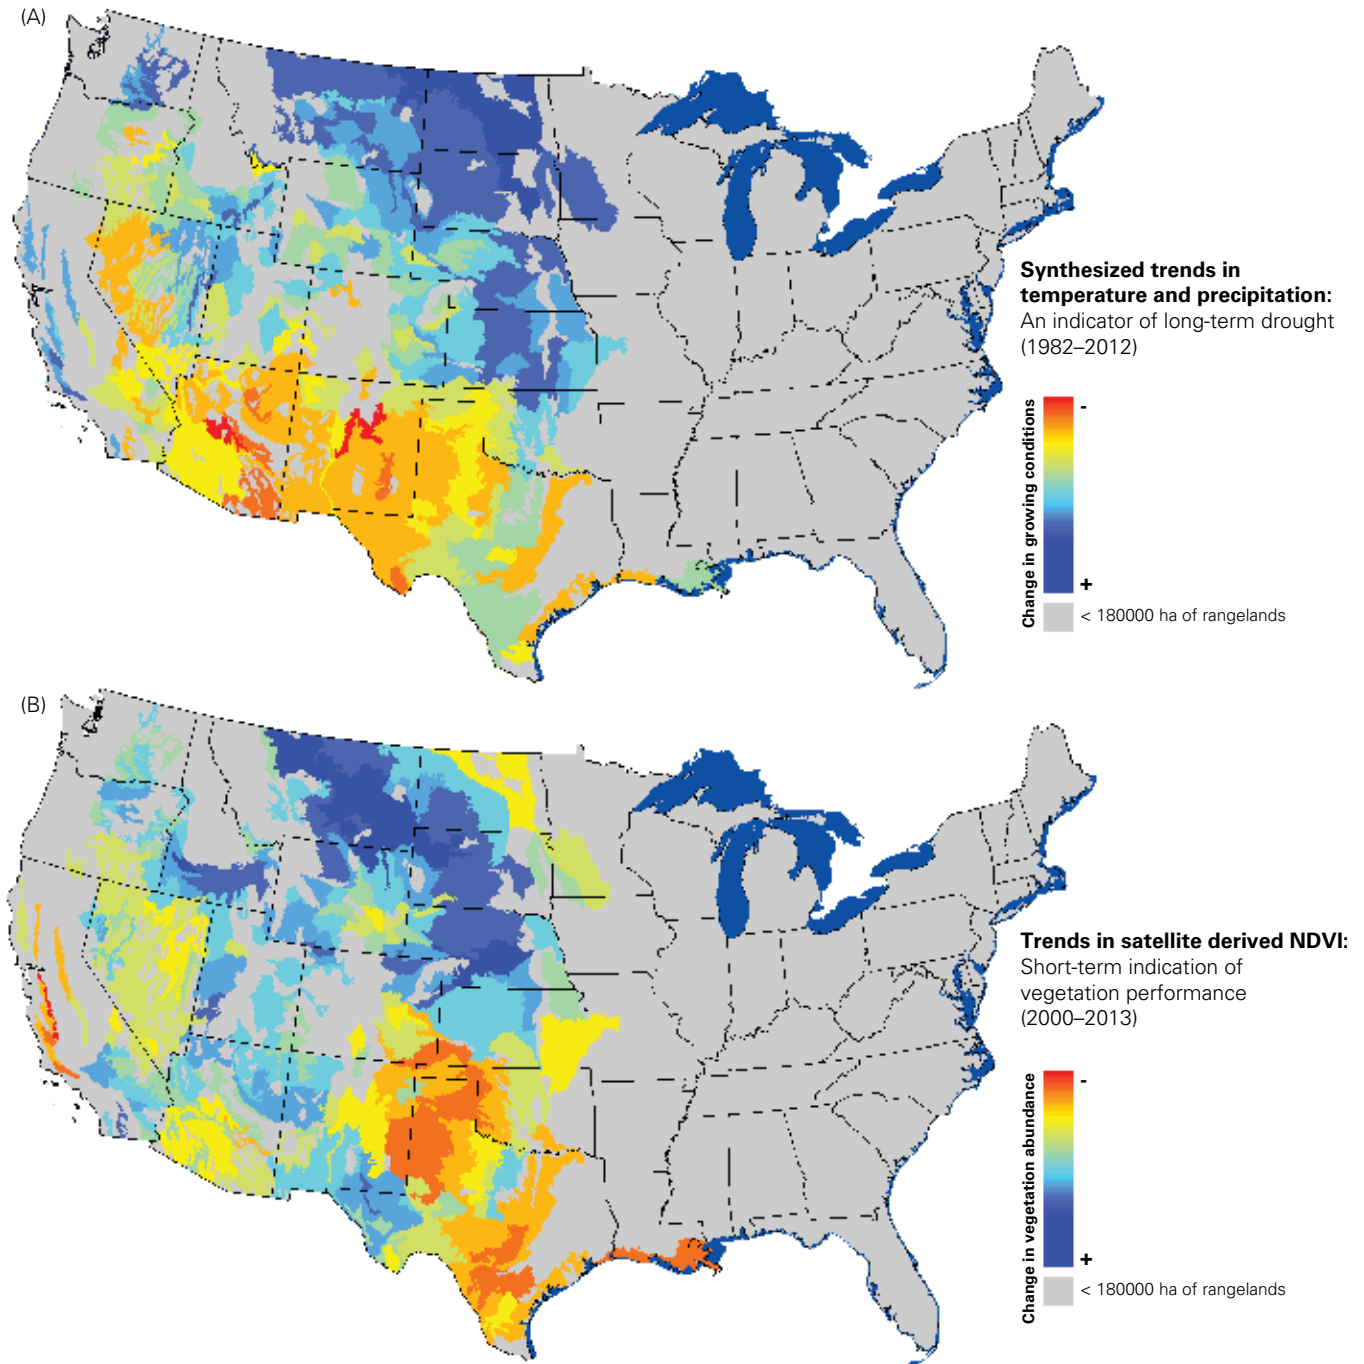 (A)
Synthesized trends in
temperature and precipitation:
An indicator of long-term drought
(1982–2012)
Change in growing conditions
-
+
< 180000 ha of rangelands
(B)
Trends in satellite derived NDVI:
Short-term indication of
vegetation performance
(2000–2013)
Change in vegetation abundance
-
+
< 180000 ha of rangelands